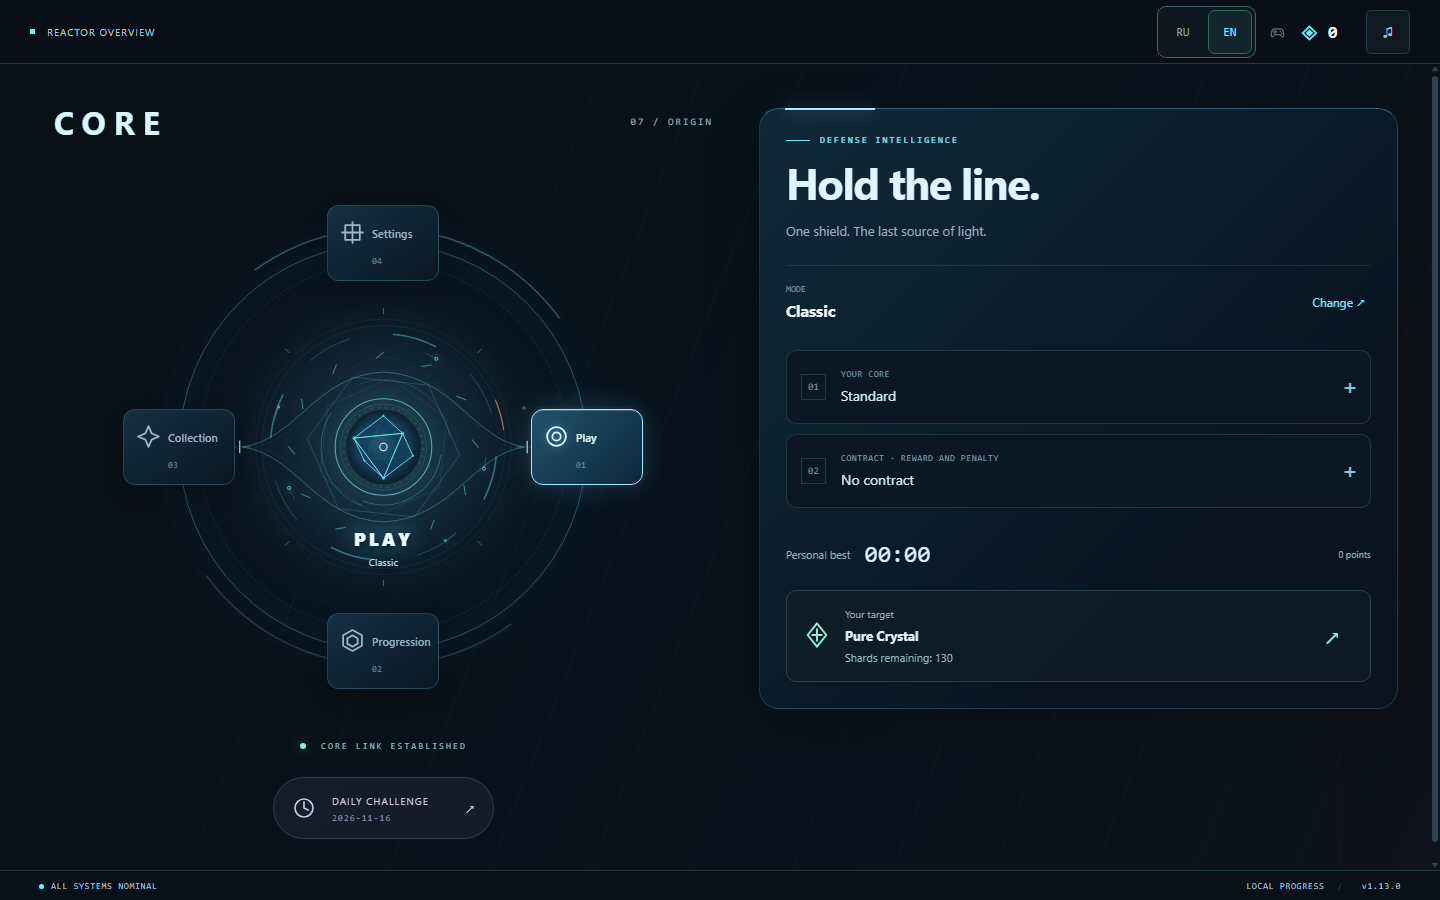 REACTOR OVERVIEW
RU
EN
0
CORE
07 / ORIGIN
Settings
04
Collection
03
Play
01
PLAY
Classic
Progression
02
CORE LINK ESTABLISHED
DAILY CHALLENGE
2026-11-16
DEFENSE INTELLIGENCE
Hold the line.
One shield. The last source of light.
MODE
Classic
Change ↗
01
YOUR CORE
Standard
+
02
CONTRACT · REWARD AND PENALTY
No contract
+
Personal best 00:00
0 points
Your target
Pure Crystal
Shards remaining: 130
ALL SYSTEMS NOMINAL
LOCAL PROGRESS / v1.13.0